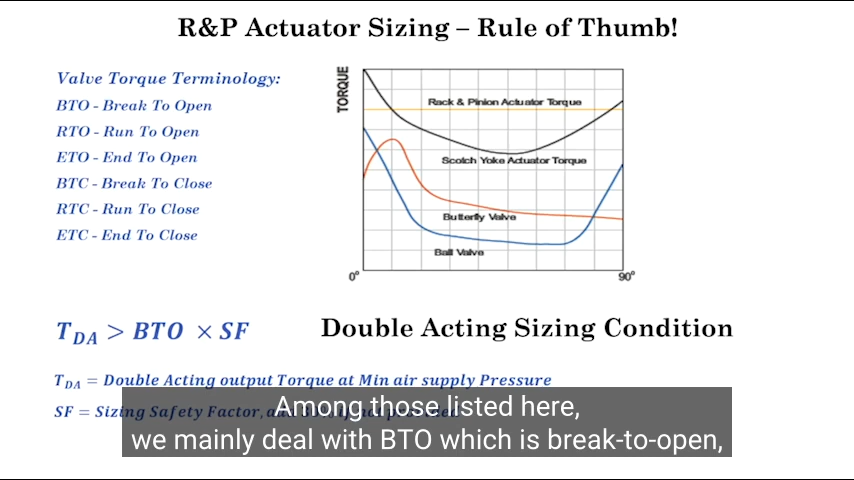 R&P Actuator Sizing – Rule of Thumb!
Valve Torque Terminology:
BTO - Break To Open
RTO - Run To Open
ETO - End To Open
BTC - Break To Close
RTC - Run To Close
ETC - End To Close
TORQUE
Rack & Pinion Actuator Torque
Scotch Yoke Actuator Torque
Butterfly Valve
Ball Valve
0°
90°
T_DA > BTO × SF
Double Acting Sizing Condition
T_DA = Double Acting output Torque at Min air supply Pressure
SF = Sizing Safety Factor,
Among those listed here,
we mainly deal with BTO which is break-to-open,